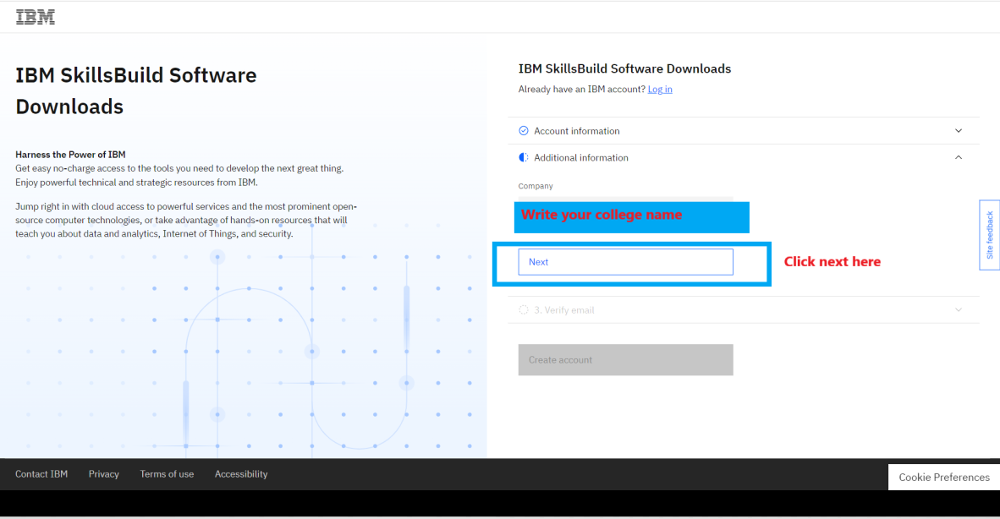 IBM
IBM SkillsBuild Software
Downloads
Harness the Power of IBM
Get easy no-charge access to the tools you need to develop the next great thing.
Enjoy powerful technical and strategic resources from IBM.
Jump right in with cloud access to powerful services and the most prominent open-
source computer technologies, or take advantage of hands-on resources that will
teach you about data and analytics, Internet of Things, and security.
IBM SkillsBuild Software Downloads
Already have an IBM account? Log in
Account information
Additional information
Company
Write your college name
Next
Click next here
3. Verify email
Create account
Site feedback
Contact IBM
Privacy
Terms of use
Accessibility
Cookie Preferences